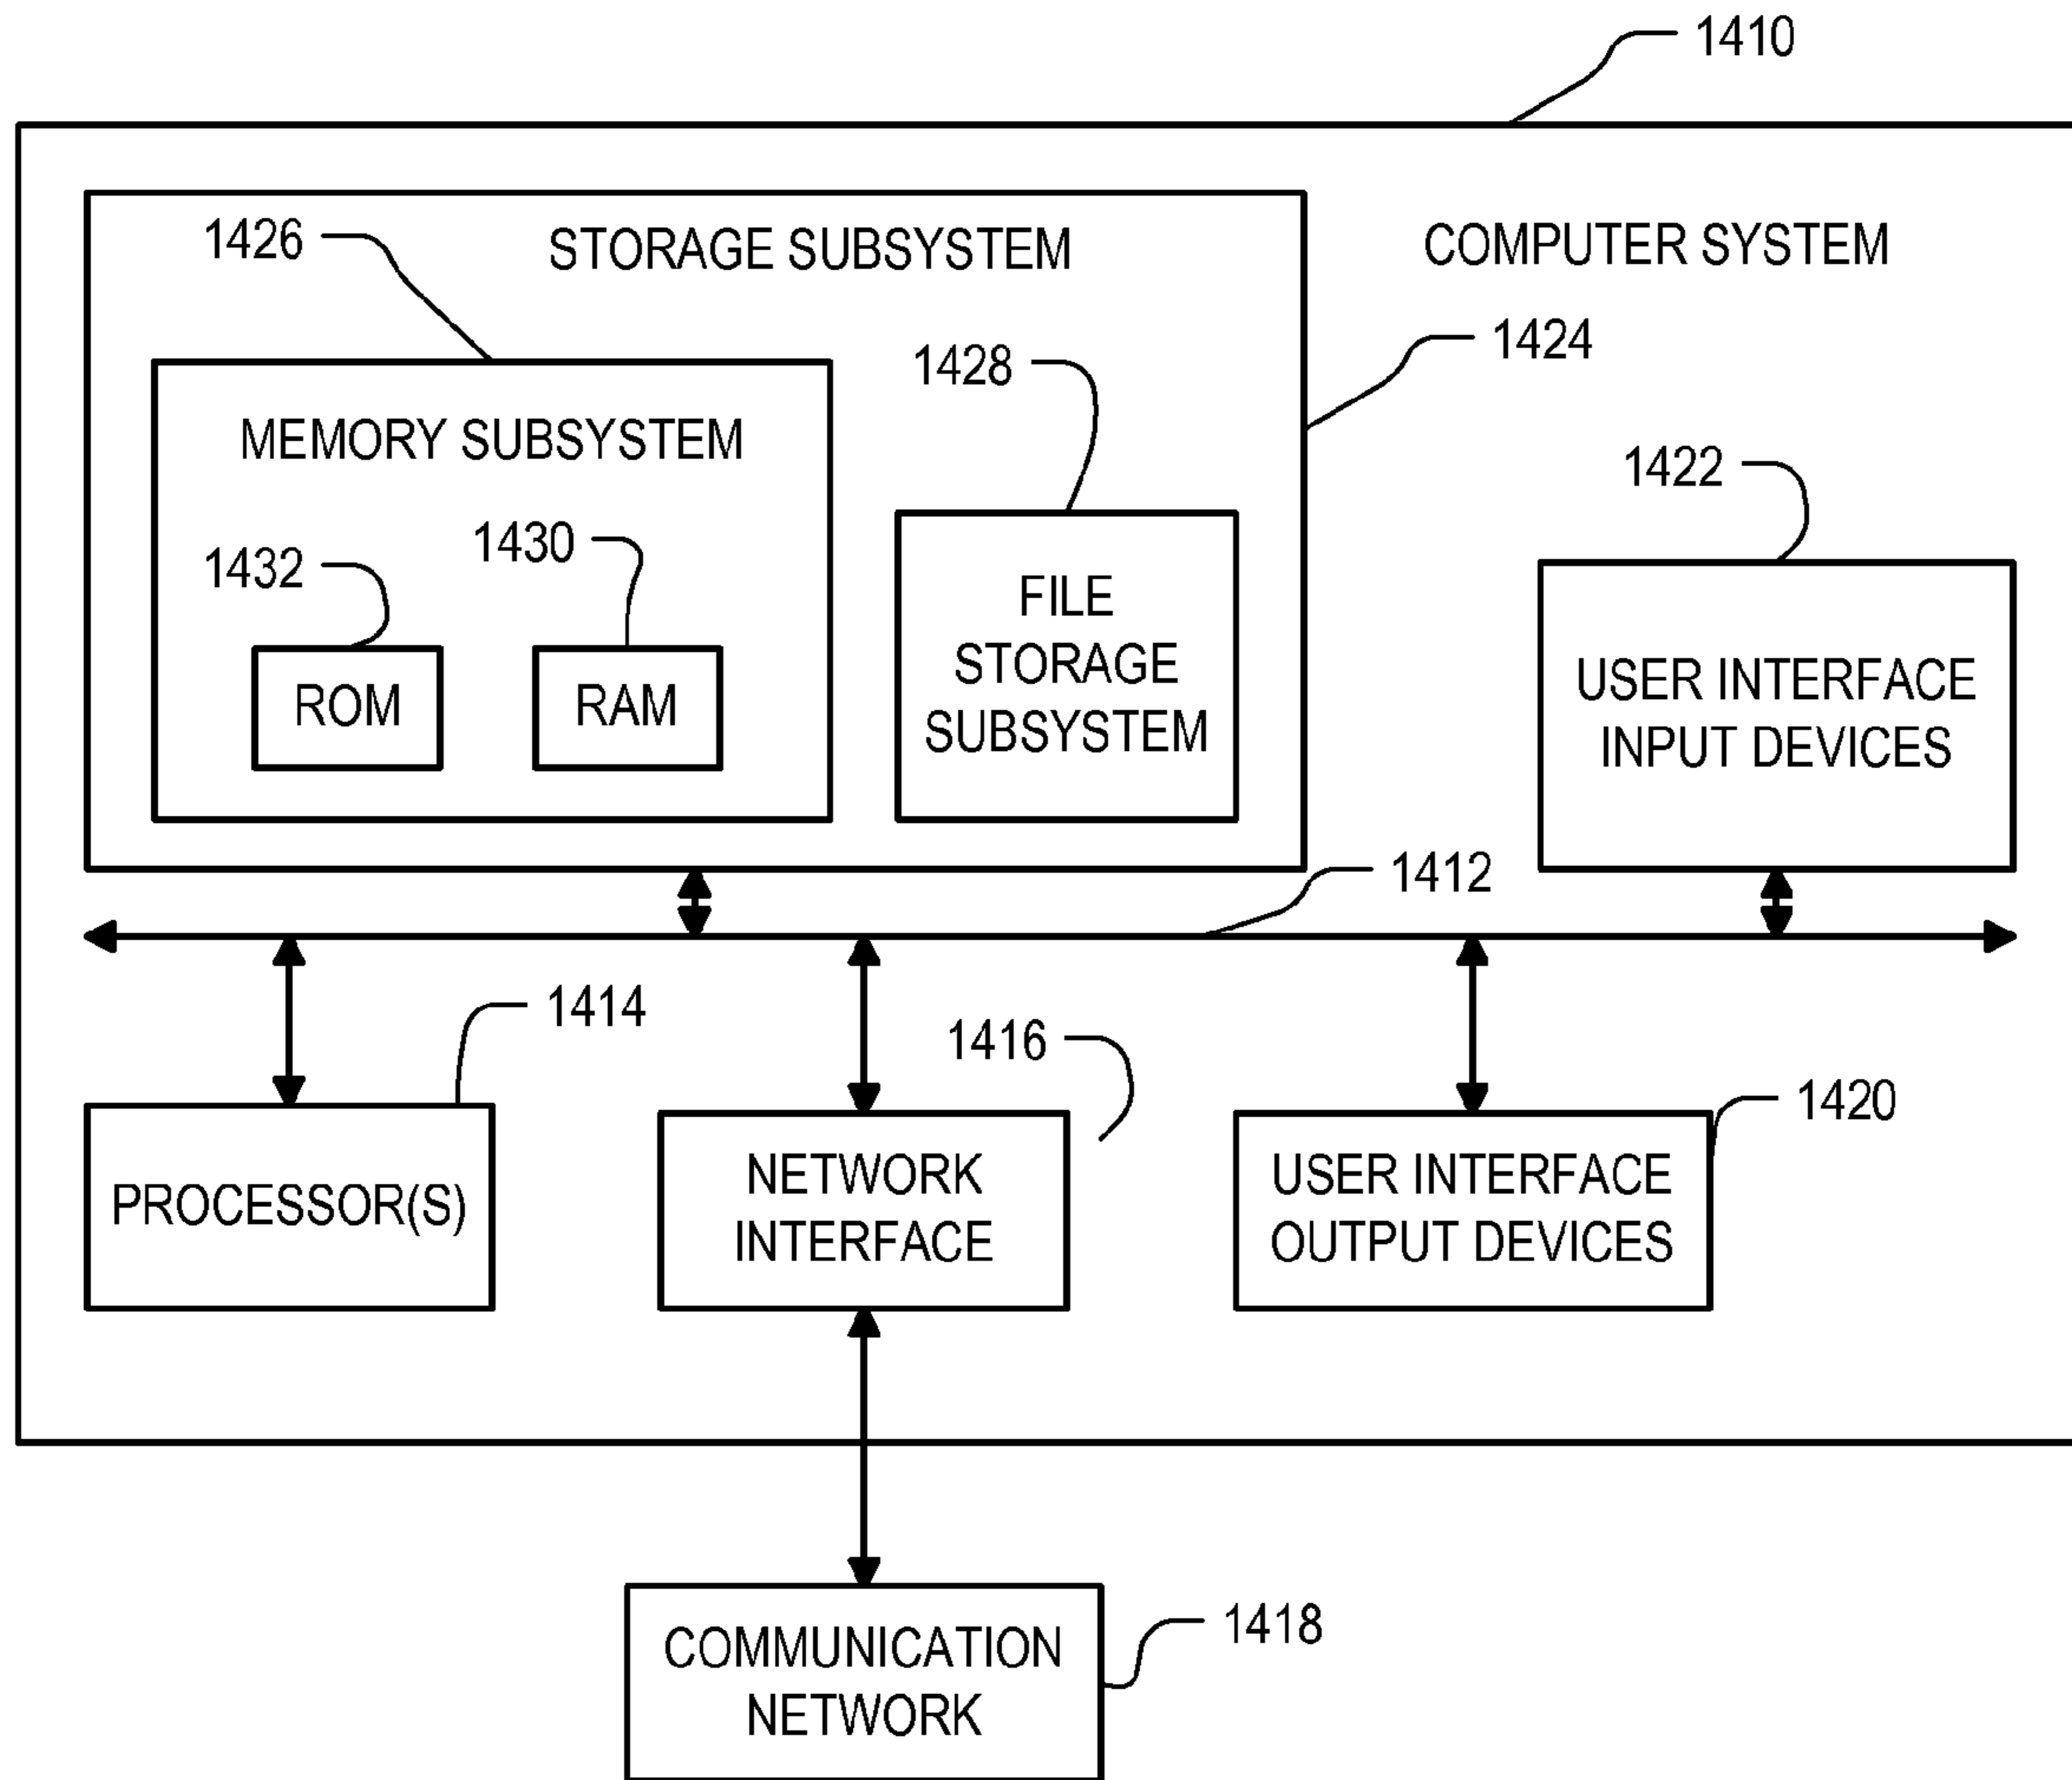 1410
1426
STORAGE SUBSYSTEM
COMPUTER SYSTEM
1424
1428
MEMORY SUBSYSTEM
1422
1430
1432
FILE
STORAGE
SUBSYSTEM
ROM
RAM
USER INTERFACE
INPUT DEVICES
1412
1414
1416
1420
PROCESSOR(S)
NETWORK
INTERFACE
USER INTERFACE
OUTPUT DEVICES
1418
COMMUNICATION
NETWORK